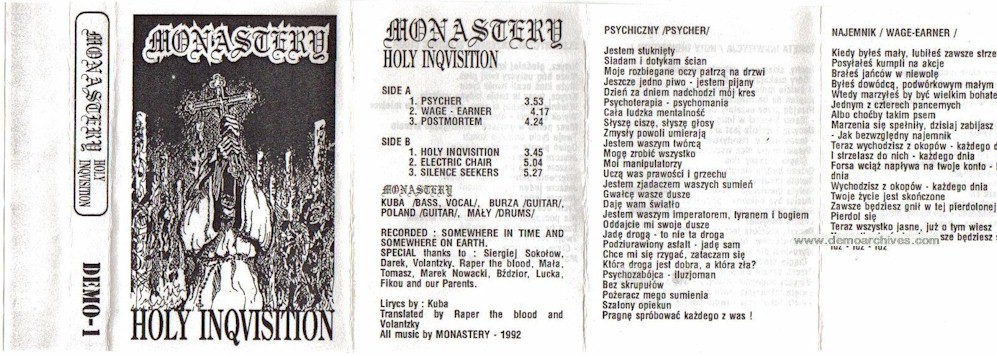 MONASTERY
HOLY
INQVISITION
DEMO-1
MONASTERY
HOLY INQVISITION
MONASTERY
HOLY INQVISITION
SIDE A
1. PSYCHER 3.53
2. WAGE - EARNER 4.17
3. POSTMORTEM 4.24
SIDE B
1. HOLY INQVISITION 3.45
2. ELECTRIC CHAIR 5.04
3. SILENCE SEEKERS 5.27
MONASTERY
KUBA /BASS, VOCAL/, BURZA /GUITAR/,
POLAND /GUITAR/, MAŁY /DRUMS/
RECORDED : SOMEWHERE IN TIME AND
SOMEWHERE ON EARTH.
SPECIAL thanks to : Siergiej Sokołow,
Darek, Volantzky. Raper the blood, Mała,
Tomasz, Marek Nowacki, Bździor, Lucka,
Fikou and our Parents.
Lirycs by : Kuba
Translated by Raper the blood and
Volantzky
All music by MONASTERY - 1992
PSYCHICZNY /PSYCHER/
Jestem stuknięty
Siadam i dotykam ścian
Moje rozbiegane oczy patrzą na drzwi
Jeszcze jedno piwo - jestem pijany
Dzień za dniem nadchodzi mój kres
Psychoterapia - psychomania
Cała ludzka mentalność
Słyszę ciszę, słyszę głosy
Zmysły powoli umierają
Jestem waszym twórcą
Mogę zrobić wszystko
Moi manipulatorzy
Uczą was prawości i grzechu
Jestem zjadaczem waszych sumień
Gwałcę wasze dusze
Daję wam światło
Jestem waszym imperatorem, tyranem i bogiem
Oddajcie mi swoje dusze
Jadę drogą - to nie ta droga
Podziurawiony asfalt - jadę sam
Chce mi się rzygać, zataczam się
Która droga jest dobra, a która zła?
Psychozabójca - iluzjoman
Bez skrupułów
Pożeracz mego sumienia
Szalony opiekun
Pragnę spróbować każdego z was !
NAJEMNIK / WAGE-EARNER /
Kiedy byłeś mały, lubiłeś zawsze strze
Posyłałeś kumpli na akcje
Brałeś jańców w niewolę
Byłeś dowódcą, podwórkowym małym
Wtedy marzyłeś by być wielkim bohate
Jednym z czterech pancernych
Albo choćby takim psem
Marzenia się spełniły, dzisiaj zabijasz
- Jak bezwzględny najemnik
Teraz wychodzisz z okopów - każdego d
I strzelasz do nich - każdego dnia
Forsa wciąż napływa na twoje konto -
dnia
Wychodzisz z okopów - każdego dnia
Twoje życie jest skończone
Zawsze będziesz gnił w tej pierdolonej
Pierdol się
Teraz wszystko jasne, już o tym wiesz
www.demoarchives.com sze będziesz